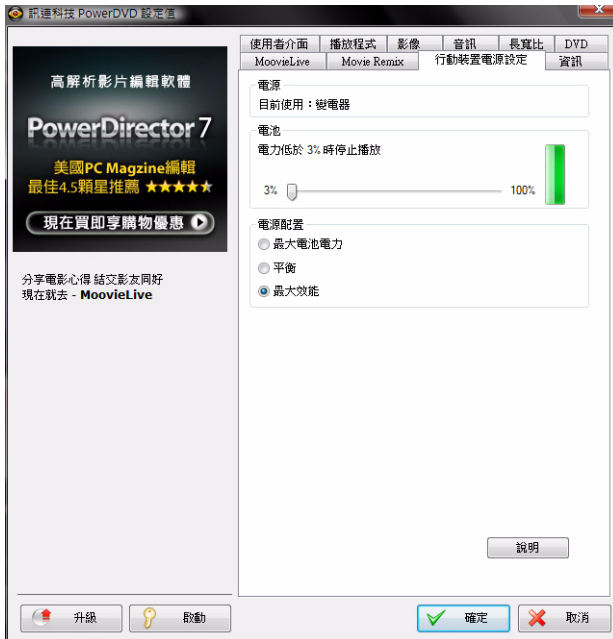 訊連科技 PowerDVD 設定值
使用者介面 播放程式 影像 音訊 長寬比 DVD
MoovieLive Movie Remix 行動裝置電源設定 資訊
高解析影片編輯軟體
PowerDirector 7
美國PC Magzine編輯
最佳4.5顆星推薦 ★★★★★
現在買即享購物優惠
分享電影心得 結交影友同好
現在就去 - MoovieLive
電源
目前使用：變電器
電池
電力低於 3% 時停止播放
3% 100%
電源配置
最大電池電力
平衡
最大效能
說明
升級 啟動 確定 取消